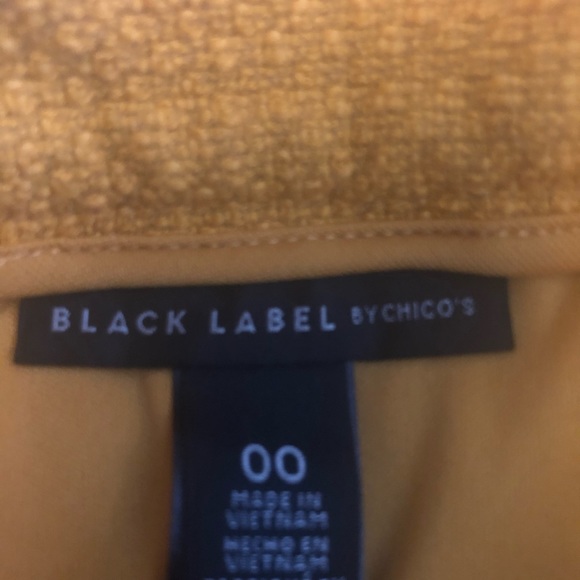 BLACK LABEL BY CHICO'S
00
MADE IN
VIETNAM
HECHO EN
VIETNAM